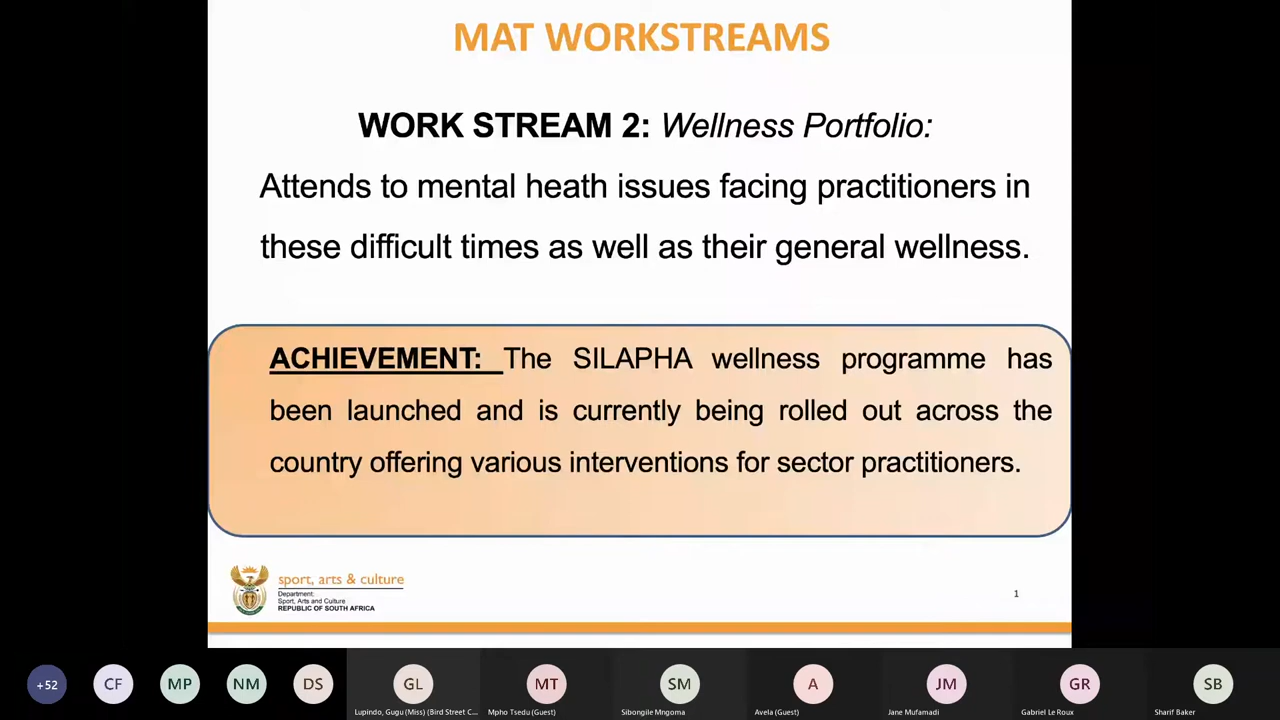 MAT WORKSTREAMS
WORK STREAM 2: Wellness Portfolio:
Attends to mental heath issues facing practitioners in
these difficult times as well as their general wellness.
ACHIEVEMENT: The SILAPHA wellness programme has
been launched and is currently being rolled out across the
country offering various interventions for sector practitioners.
sport, arts & culture
Department:
Sport, Arts and Culture
REPUBLIC OF SOUTH AFRICA
1
+52 CF MP NM DS GL MT SM A JM GR SB
Lupindo, Gugu (Miss) (Bird Street C... Mpho Tsedu (Guest) Sibongile Mngoma Avela (Guest) Jane Mufamadi Gabriel Le Roux Sharif Baker